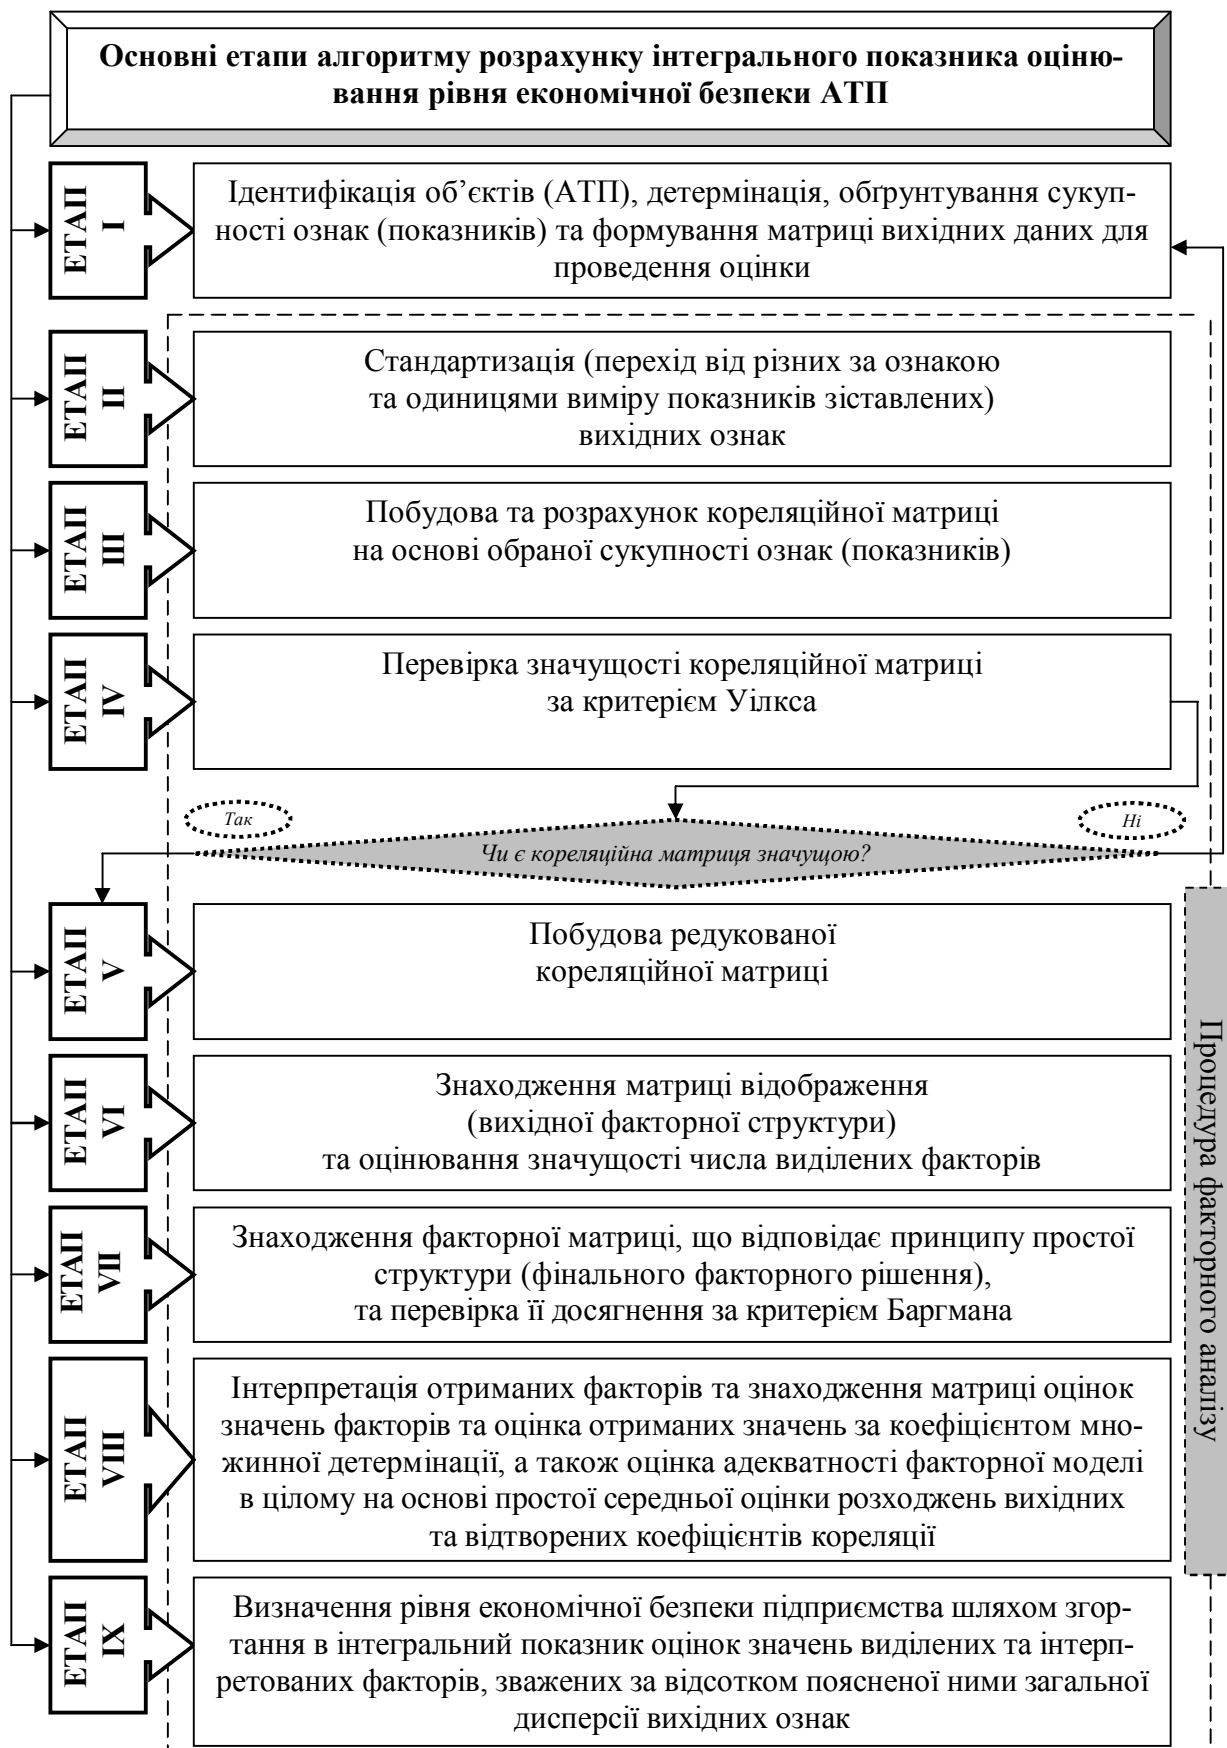 Основні етапи алгоритму розрахунку інтегрального показника оціню-
вання рівня економічної безпеки АТП
ЕТАП
I
Ідентифікація об’єктів (АТП), детермінація, обґрунтування сукуп-
ності ознак (показників) та формування матриці вихідних даних для
проведення оцінки
ЕТАП
II
Стандартизація (перехід від різних за ознакою
та одиницями виміру показників зіставлених)
вихідних ознак
ЕТАП
III
Побудова та розрахунок кореляційної матриці
на основі обраної сукупності ознак (показників)
ЕТАП
IV
Перевірка значущості кореляційної матриці
за критерієм Уілкса
Так
Ні
Чи є кореляційна матриця значущою?
ЕТАП
V
Побудова редукованої
кореляційної матриці
ЕТАП
VI
Знаходження матриці відображення
(вихідної факторної структури)
та оцінювання значущості числа виділених факторів
ЕТАП
VII
Знаходження факторної матриці, що відповідає принципу простої
структури (фінального факторного рішення),
та перевірка її досягнення за критерієм Баргмана
ЕТАП
VIII
Інтерпретація отриманих факторів та знаходження матриці оцінок
значень факторів та оцінка отриманих значень за коефіцієнтом мно-
жинної детермінації, а також оцінка адекватності факторної моделі
в цілому на основі простої середньої оцінки розходжень вихідних
та відтворених коефіцієнтів кореляції
ЕТАП
IX
Визначення рівня економічної безпеки підприємства шляхом згор-
тання в інтегральний показник оцінок значень виділених та інтерп-
ретованих факторів, зважених за відсотком поясненої ними загальної
дисперсії вихідних ознак
Процедура факторного аналізу